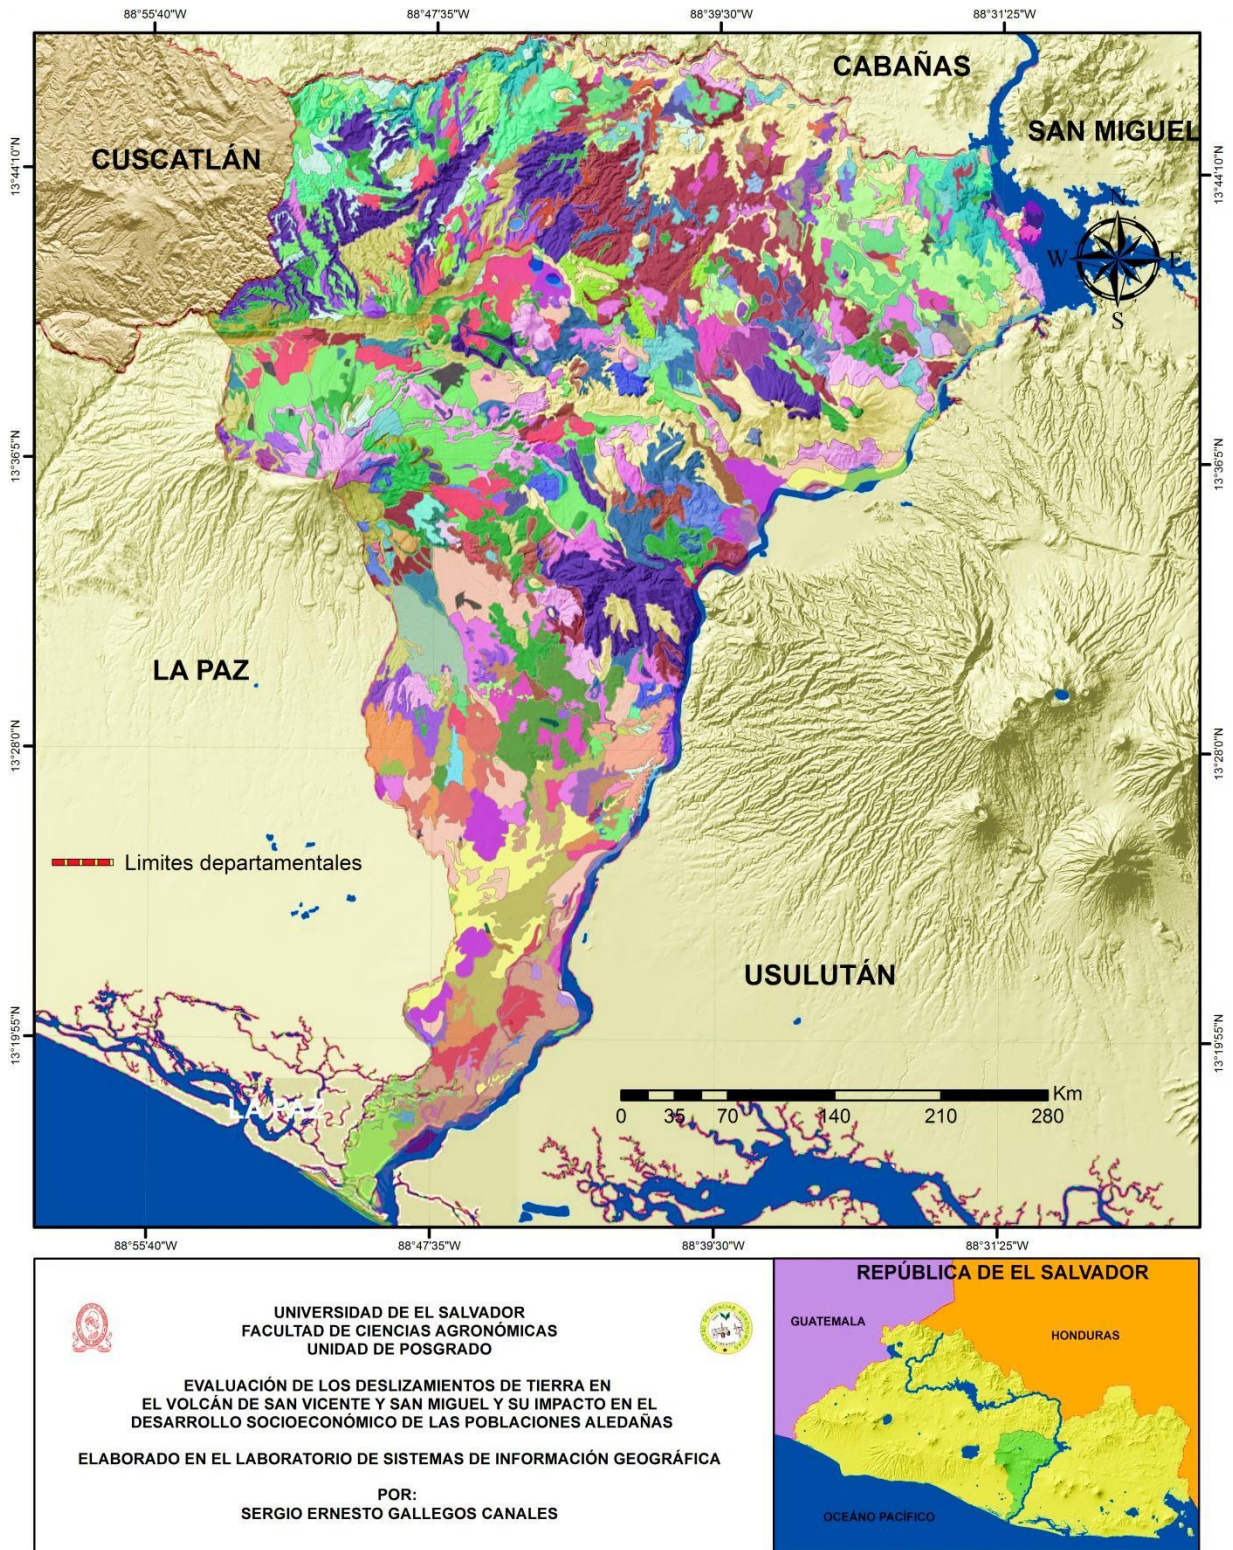 88°55'40"W 88°47'35"W 88°39'30"W 88°31'25"W
CABAÑAS
SAN MIGUEL
CUSCATLÁN
13°44'10"N
13°44'10"N
N
W E
S
13°36'5"N
13°36'5"N
LA PAZ
13°28'0"N
13°28'0"N
Limites departamentales
USULUTÁN
13°19'55"N
13°19'55"N
LA PAZ
Km
0 35 70 140 210 280
88°55'40"W 88°47'35"W 88°39'30"W 88°31'25"W
UNIVERSIDAD DE EL SALVADOR
FACULTAD DE CIENCIAS AGRONÓMICAS
UNIDAD DE POSGRADO
EVALUACIÓN DE LOS DESLIZAMIENTOS DE TIERRA EN
EL VOLCÁN DE SAN VICENTE Y SAN MIGUEL Y SU IMPACTO EN EL
DESARROLLO SOCIOECONÓMICO DE LAS POBLACIONES ALEDAÑAS
ELABORADO EN EL LABORATORIO DE SISTEMAS DE INFORMACIÓN GEOGRÁFICA
POR:
SERGIO ERNESTO GALLEGOS CANALES
REPÚBLICA DE EL SALVADOR
GUATEMALA
HONDURAS
OCEÁNO PACÍFICO